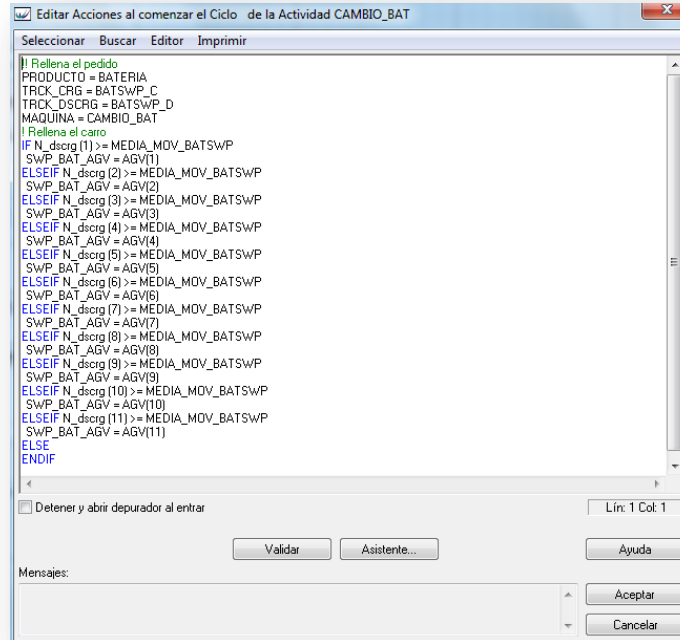 Editar Acciones al comenzar el Ciclo de la Actividad CAMBIO_BAT
Seleccionar Buscar Editor Imprimir
!! Rellena el pedido
PRODUCTO = BATERIA
TRCK_CRG = BATSWP_C
TRCK_DSCRG = BATSWP_D
MAQUINA = CAMBIO_BAT
! Rellena el carro
IF N_dscrg (1) >= MEDIA_MOV_BATSWP
SWP_BAT_AGV = AGV(1)
ELSEIF N_dscrg (2) >= MEDIA_MOV_BATSWP
SWP_BAT_AGV = AGV(2)
ELSEIF N_dscrg (3) >= MEDIA_MOV_BATSWP
SWP_BAT_AGV = AGV(3)
ELSEIF N_dscrg (4) >= MEDIA_MOV_BATSWP
SWP_BAT_AGV = AGV(4)
ELSEIF N_dscrg (5) >= MEDIA_MOV_BATSWP
SWP_BAT_AGV = AGV(5)
ELSEIF N_dscrg (6) >= MEDIA_MOV_BATSWP
SWP_BAT_AGV = AGV(6)
ELSEIF N_dscrg (7) >= MEDIA_MOV_BATSWP
SWP_BAT_AGV = AGV(7)
ELSEIF N_dscrg (8) >= MEDIA_MOV_BATSWP
SWP_BAT_AGV = AGV(8)
ELSEIF N_dscrg (9) >= MEDIA_MOV_BATSWP
SWP_BAT_AGV = AGV(9)
ELSEIF N_dscrg (10) >= MEDIA_MOV_BATSWP
SWP_BAT_AGV = AGV(10)
ELSEIF N_dscrg (11) >= MEDIA_MOV_BATSWP
SWP_BAT_AGV = AGV(11)
ELSE
ENDIF
Detener y abrir depurador al entrar
Lín: 1 Col: 1
Validar Asistente... Ayuda
Mensajes:
Aceptar
Cancelar